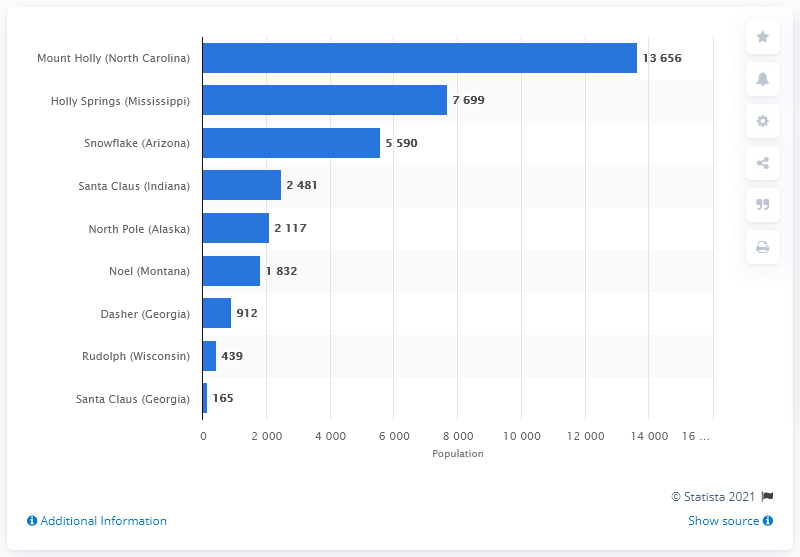 Mount Holly (North Carolina) 13 656
Holly Springs (Mississippi) 7 699
Snowflake (Arizona) 5 590
Santa Claus (Indiana) 2 481
North Pole (Alaska) 2 117
Noel (Montana) 1 832
Dasher (Georgia) 912
Rudolph (Wisconsin) 439
Santa Claus (Georgia) 165
0 2 000 4 000 6 000 8 000 10 000 12 000 14 000 16 ...
Population
© Statista 2021
Additional Information Show source